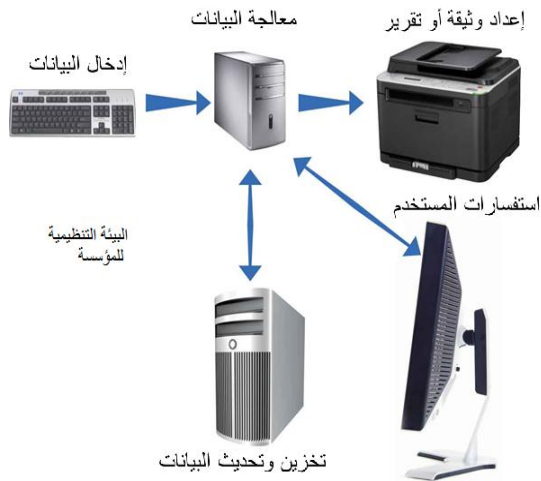 إعداد وثيقة أو تقرير
معالجة البيانات
إدخال البيانات
استفسارات المستخدم
البيئة التنظيمية
للمؤسسة
تخزين وتحديث البيانات